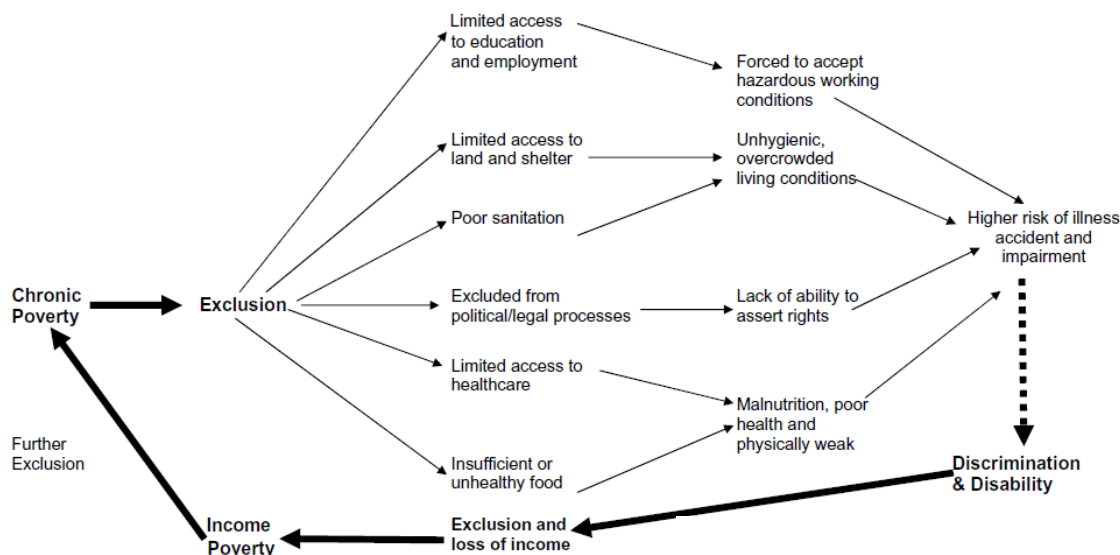 Limited access
to education
and employment
Forced to accept
hazardous working
conditions
Limited access to
land and shelter
Unhygienic,
overcrowded
living conditions
Poor sanitation
Higher risk of illness
accident and
impairment
Chronic
Poverty
Exclusion
Excluded from
political/legal processes
Lack of ability to
assert rights
Limited access to
healthcare
Malnutrition, poor
health and
physically weak
Further
Exclusion
Insufficient or
unhealthy food
Discrimination
& Disability
Income
Poverty
Exclusion and
loss of income